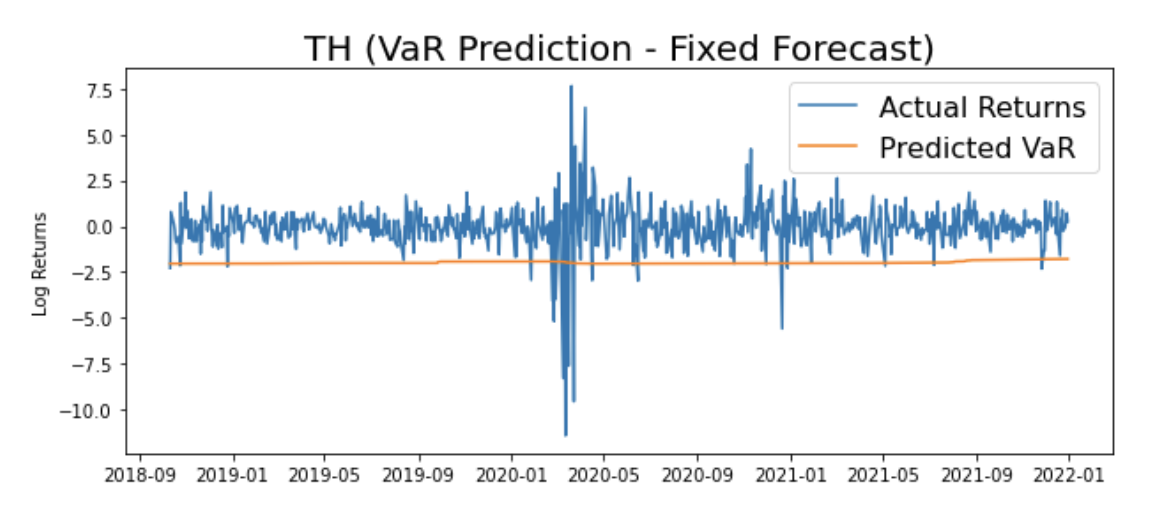 TH (VaR Prediction - Fixed Forecast)
Actual Returns
Predicted VaR
Log Returns
7.5
5.0
2.5
0.0
−2.5
−5.0
−7.5
−10.0
2018-09 2019-01 2019-05 2019-09 2020-01 2020-05 2020-09 2021-01 2021-05 2021-09 2022-01